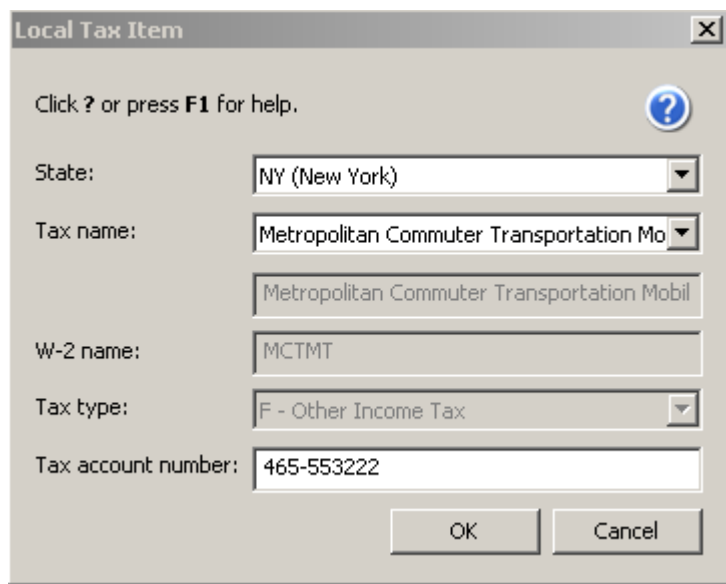 Local Tax Item
Click ? or press F1 for help.
?
State: NY (New York)
Tax name: Metropolitan Commuter Transportation Mo
Metropolitan Commuter Transportation Mobil
W-2 name: MCTMT
Tax type: F - Other Income Tax
Tax account number: 465-553222
OK Cancel